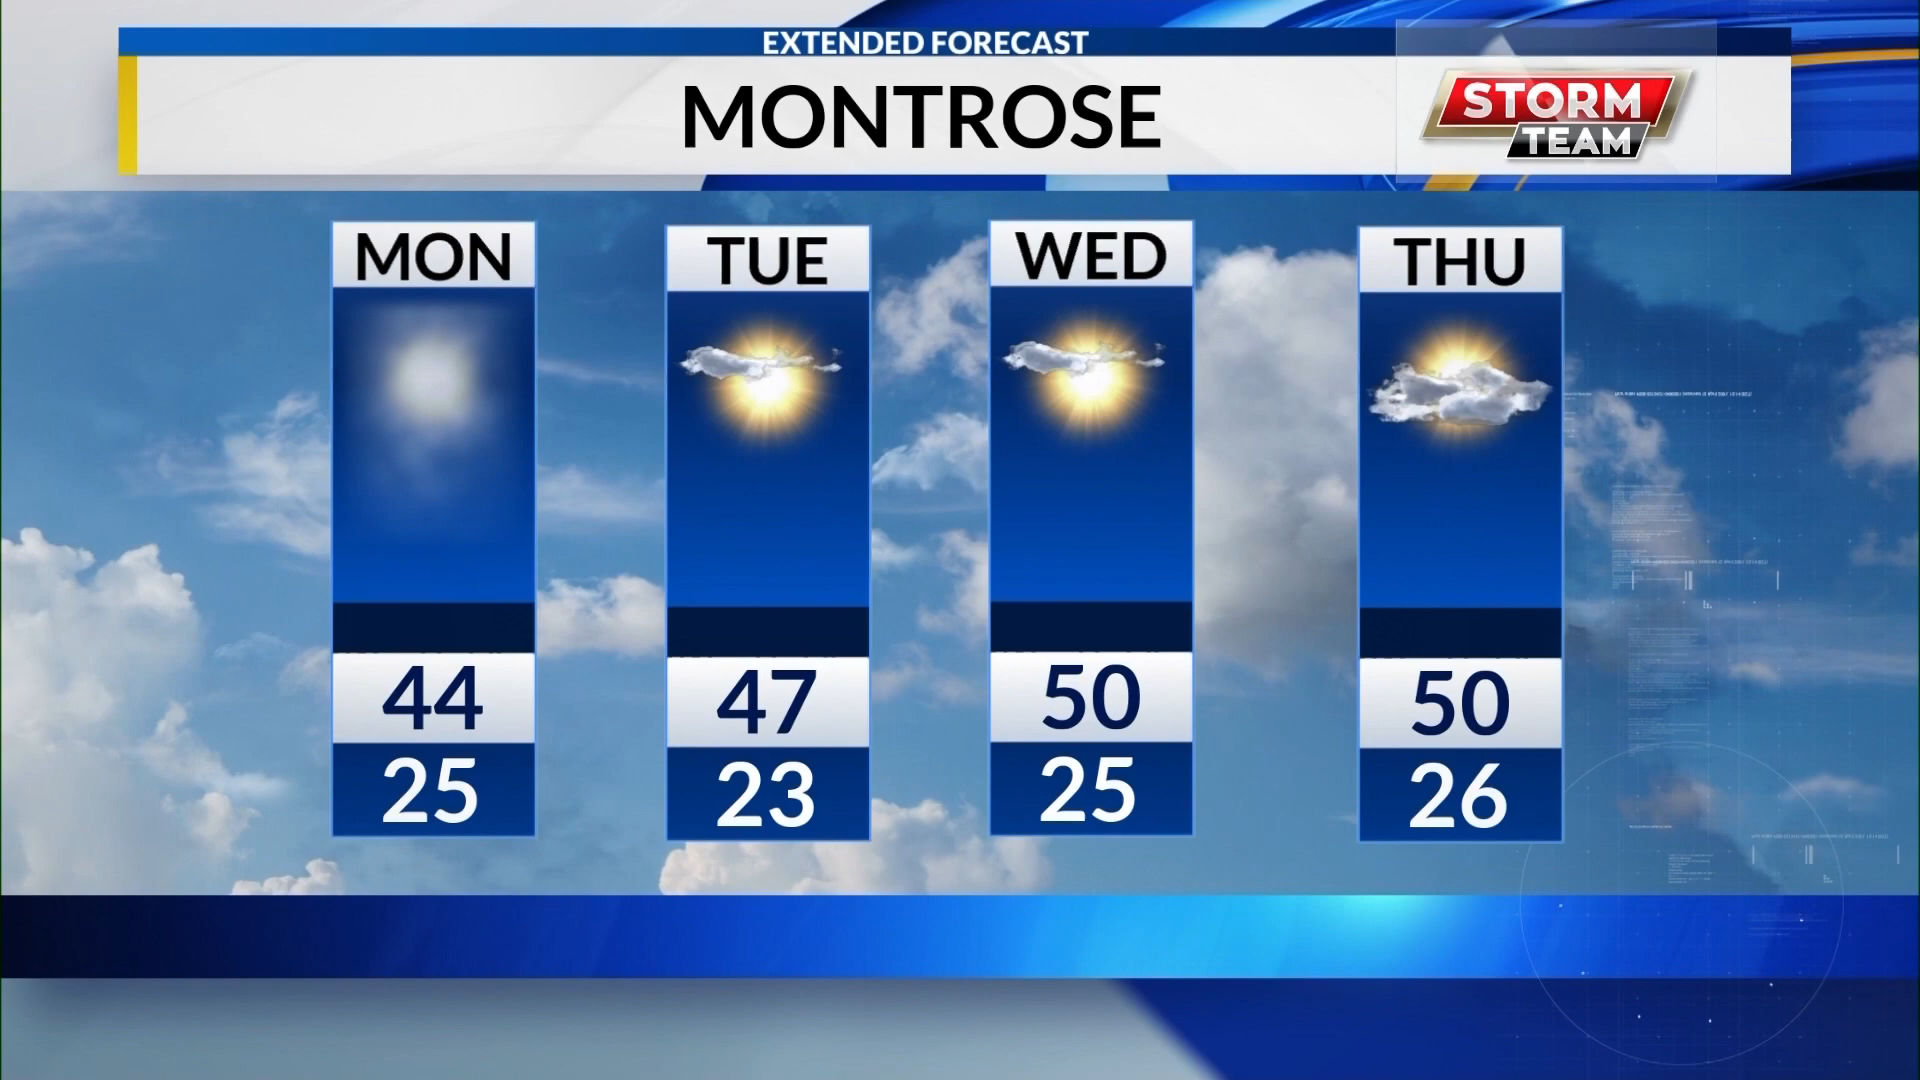 EXTENDED FORECAST
MONTROSE
STORM
TEAM
MON
TUE
WED
THU
44
47
50
50
25
23
25
26